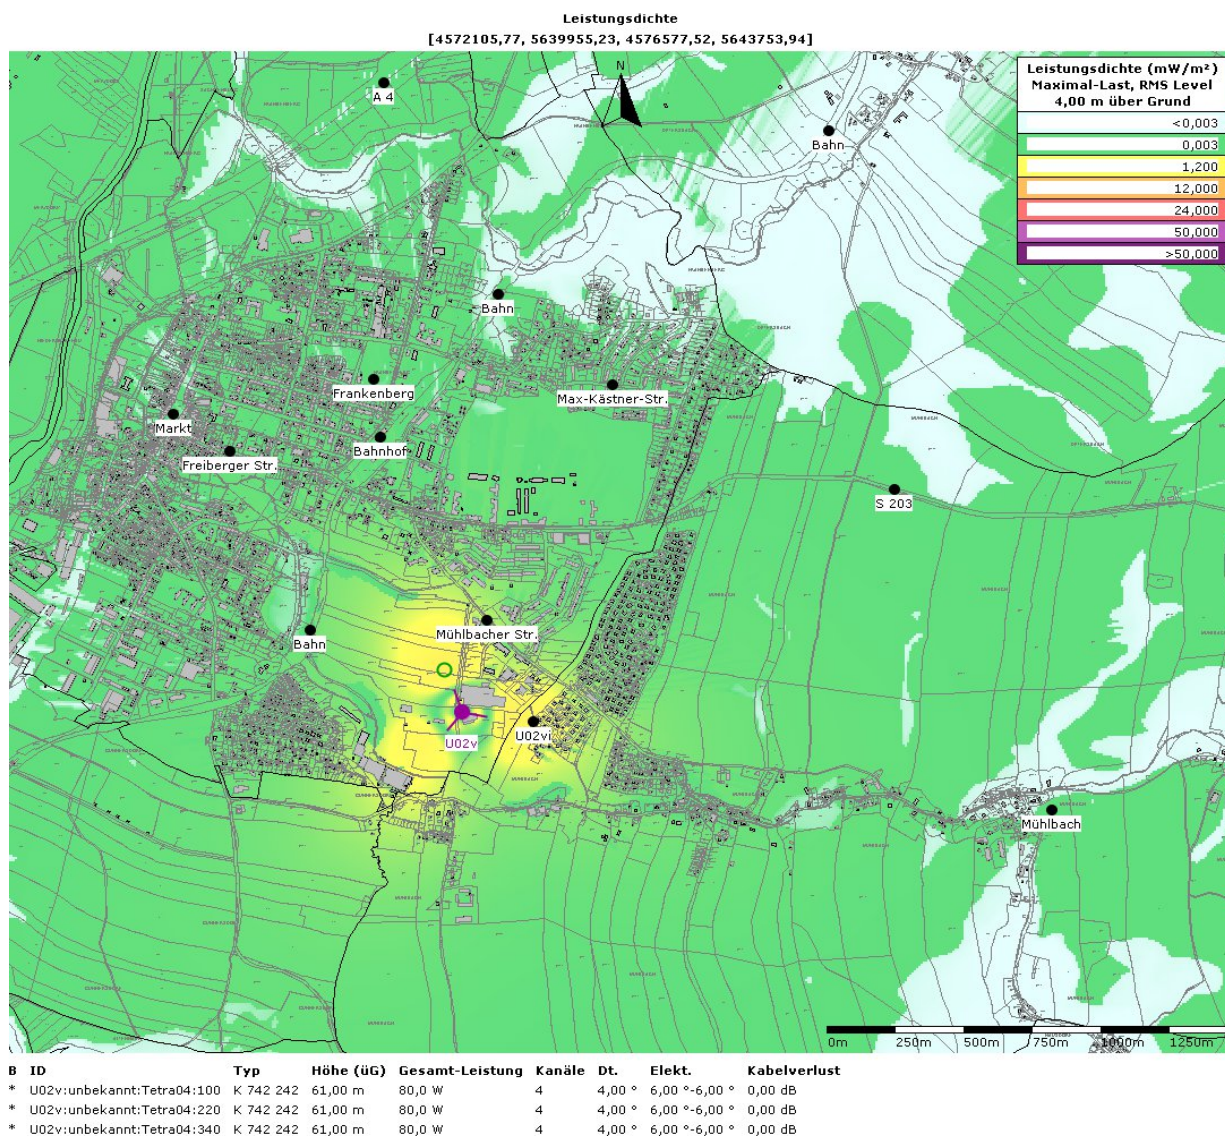 Leistungsdichte
[4572105,77, 5639955,23, 4576577,52, 5643753,94]
N
Leistungsdichte (mW/m²)
Maximal-Last, RMS Level
4,00 m über Grund
<0,003
0,003
1,200
12,000
24,000
50,000
>50,000
A 4
Bahn
Bahn
Frankenberg
Max-Kästner-Str.
Markt
Bahnhof
Freiberger Str.
S 203
Mühlbacher Str.
Bahn
U02v
U02vi
Mühlbach
0m 250m 500m 750m 1000m 1250m
B ID Typ Höhe (üG) Gesamt-Leistung Kanäle Dt. Elekt. Kabelverlust
* U02v:unbekannt:Tetra04:100 K 742 242 61,00 m 80,0 W 4 4,00 ° 6,00 °-6,00 ° 0,00 dB
* U02v:unbekannt:Tetra04:220 K 742 242 61,00 m 80,0 W 4 4,00 ° 6,00 °-6,00 ° 0,00 dB
* U02v:unbekannt:Tetra04:340 K 742 242 61,00 m 80,0 W 4 4,00 ° 6,00 °-6,00 ° 0,00 dB